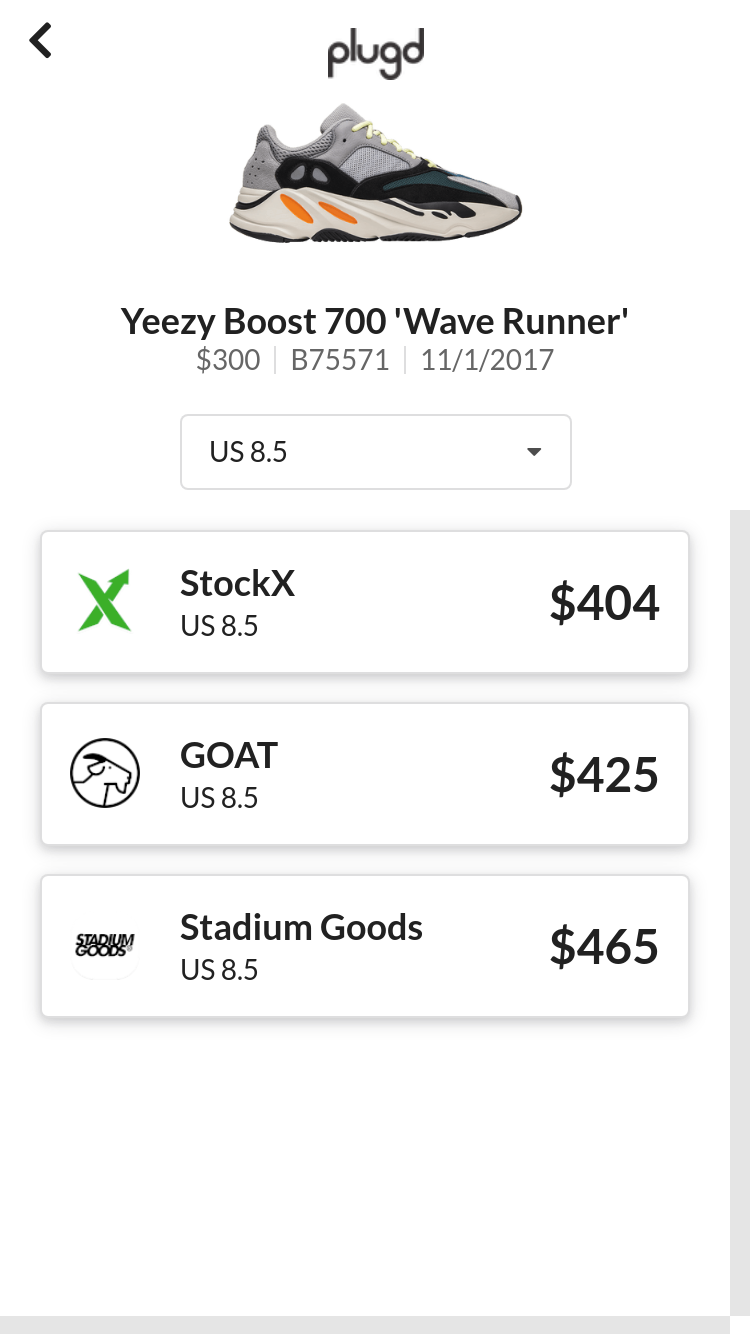 plugd
Yeezy Boost 700 'Wave Runner'
$300 B75571 11/1/2017
US 8.5
StockX
US 8.5
$404
GOAT
US 8.5
$425
STADIUM
GOODS®
Stadium Goods
US 8.5
$465